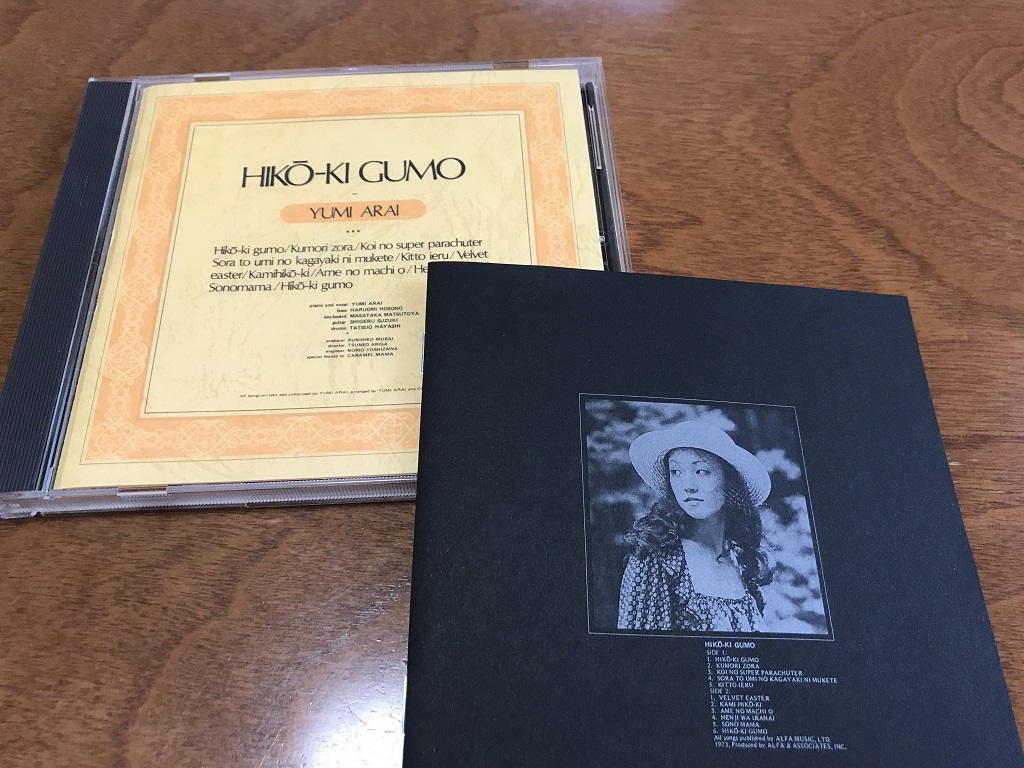 HIKŌ-KI GUMO
YUMI ARAI
Hikō-ki gumo/Kumori zora/Koi no super parachuter
Sora to umi no kagayaki ni mukete/Kitto ieru/Velvet
easter/Kamihikō-ki/Ame no machi o/He
Sonomama/Hikō-ki gumo
piano and vocal YUMI ARAI
bass HARUOMI HOSONO
keyboard MASATAKA MATSUTOYA
guitar SHIGERU SUZUKI
drums TATSUO HAYASHI
producer KUNIHIKO MURAI
director TSUNEO ARIGA
engineer NORIO YOSHIZAWA
special thanks to CARAMEL MAMA
all songs written and composed by YUMI ARAI, arranged by YUMI ARAI and
HIKŌ-KI GUMO
SIDE 1:
1. HIKŌ-KI GUMO
2. KUMORI ZORA
3. KOI NO SUPER PARACHUTER
4. SORA TO UMI NO KAGAYAKI NI MUKETE
5. KITTO IERU
SIDE 2:
1. VELVET EASTER
2. KAMI HIKŌ-KI
3. AME NO MACHI O
4. HENJI WA IRANAI
5. SONO MAMA
6. HIKŌ-KI GUMO
All songs published by ALFA MUSIC, LTD.
1973, Produced by ALFA & ASSOCIATES, INC.